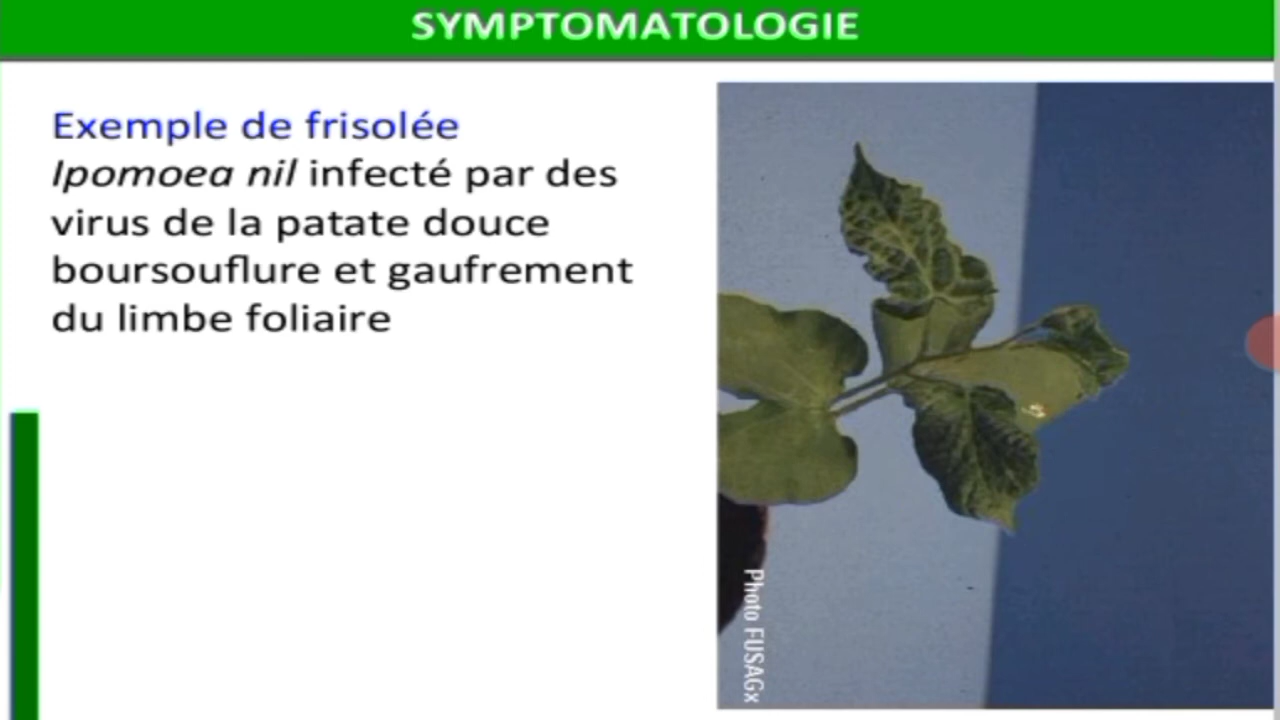 SYMPTOMATOLOGIE
Exemple de frisolée
Ipomoea nil infecté par des
virus de la patate douce
boursouflure et gaufrement
du limbe foliaire
Photo FUSAGx